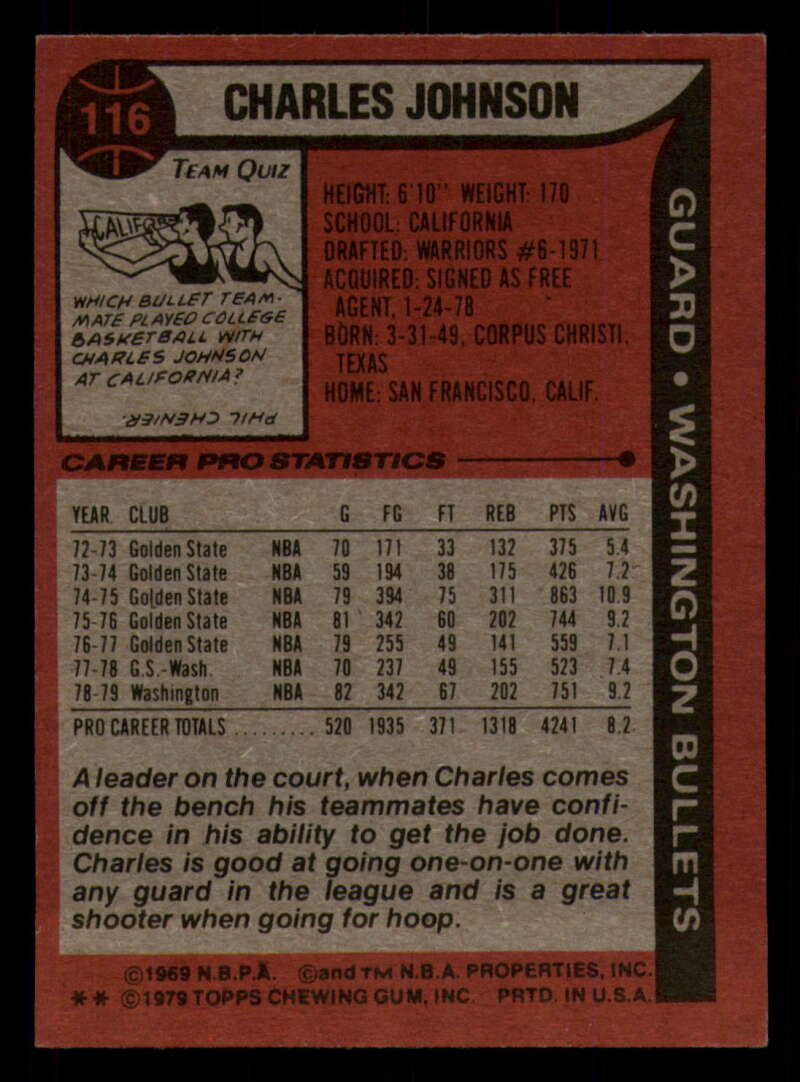 116
CHARLES JOHNSON
TEAM QUIZ
CALIFO
WHICH BULLET TEAM-
MATE PLAYED COLLEGE
BASKETBALL WITH
CHARLES JOHNSON
AT CALIFORNIA?
PHIL CHENIER.
HEIGHT: 6'10" WEIGHT: 170
SCHOOL: CALIFORNIA
DRAFTED: WARRIORS #6-1971
ACQUIRED: SIGNED AS FREE
AGENT, 1-24-78
BORN: 3-31-49, CORPUS CHRISTI,
TEXAS
HOME: SAN FRANCISCO, CALIF.
GUARD • WASHINGTON BULLETS
CAREER PRO STATISTICS
YEAR CLUB G FG FT REB PTS AVG
72-73 Golden State NBA 70 171 33 132 375 5.4
73-74 Golden State NBA 59 194 38 175 426 7.2
74-75 Golden State NBA 79 394 75 311 863 10.9
75-76 Golden State NBA 81 342 60 202 744 9.2
76-77 Golden State NBA 79 255 49 141 559 7.1
77-78 G.S.-Wash. NBA 70 237 49 155 523 7.4
78-79 Washington NBA 82 342 67 202 751 9.2
PRO CAREER TOTALS ......... 520 1935 371 1318 4241 8.2
A leader on the court, when Charles comes
off the bench his teammates have confi-
dence in his ability to get the job done.
Charles is good at going one-on-one with
any guard in the league and is a great
shooter when going for hoop.
©1969 N.B.P.A. ©and TM N.B.A. PROPERTIES, INC.
** ©1979 TOPPS CHEWING GUM, INC. PRTD. IN U.S.A.